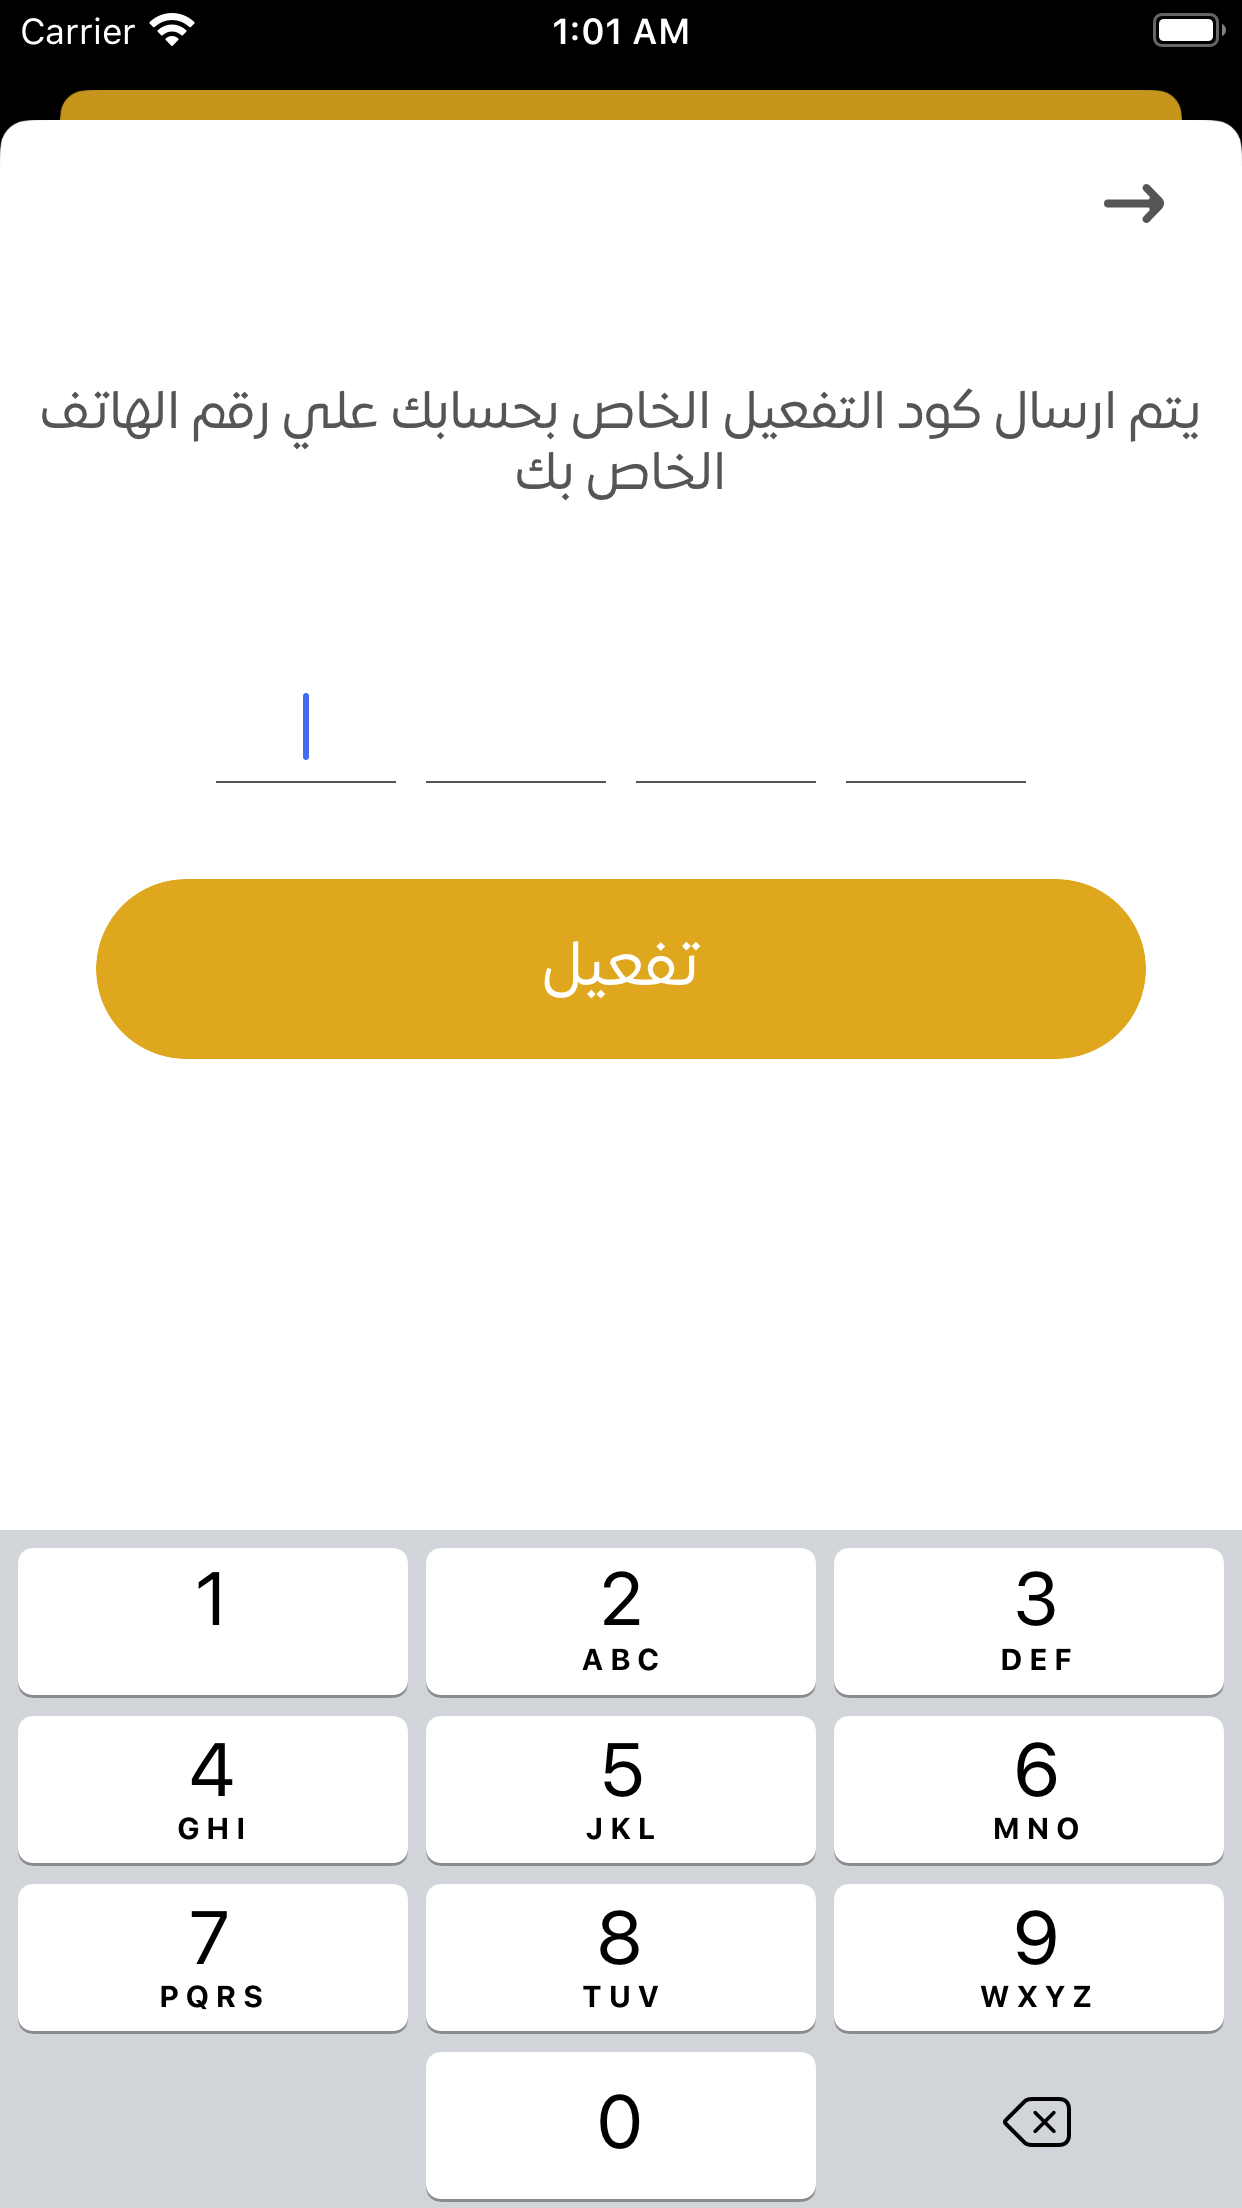 Carrier 1:01 AM
يتم ارسال كود التفعيل الخاص بحسابك علي رقم الهاتف
الخاص بك
تفعيل
1 2 3
ABC DEF
4 5 6
GHI JKL MNO
7 8 9
PQRS TUV WXYZ
0